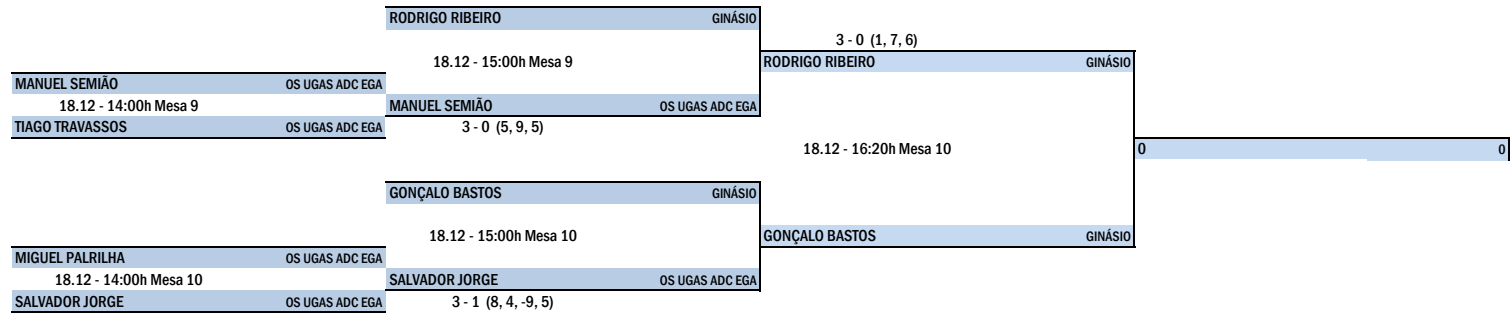 RODRIGO RIBEIRO GINÁSIO
3 - 0 (1, 7, 6)
18.12 - 15:00h Mesa 9
RODRIGO RIBEIRO GINÁSIO
MANUEL SEMIÃO OS UGAS ADC EGA
18.12 - 14:00h Mesa 9
MANUEL SEMIÃO OS UGAS ADC EGA
TIAGO TRAVASSOS OS UGAS ADC EGA
3 - 0 (5, 9, 5)
18.12 - 16:20h Mesa 10
0 0
GONÇALO BASTOS GINÁSIO
18.12 - 15:00h Mesa 10
GONÇALO BASTOS GINÁSIO
MIGUEL PALRILHA OS UGAS ADC EGA
18.12 - 14:00h Mesa 10
SALVADOR JORGE OS UGAS ADC EGA
SALVADOR JORGE OS UGAS ADC EGA
3 - 1 (8, 4, -9, 5)